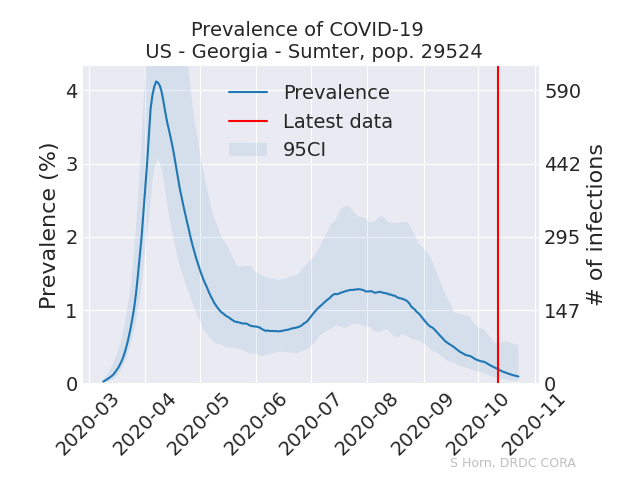 Prevalence of COVID-19
US - Georgia - Sumter, pop. 29524
Prevalence
Latest data
95CI
Prevalence (%)
4
3
2
1
0
590
442
295
147
0
# of infections
2020-03
2020-04
2020-05
2020-06
2020-07
2020-08
2020-09
2020-10
2020-11
S Horn, DRDC CORA